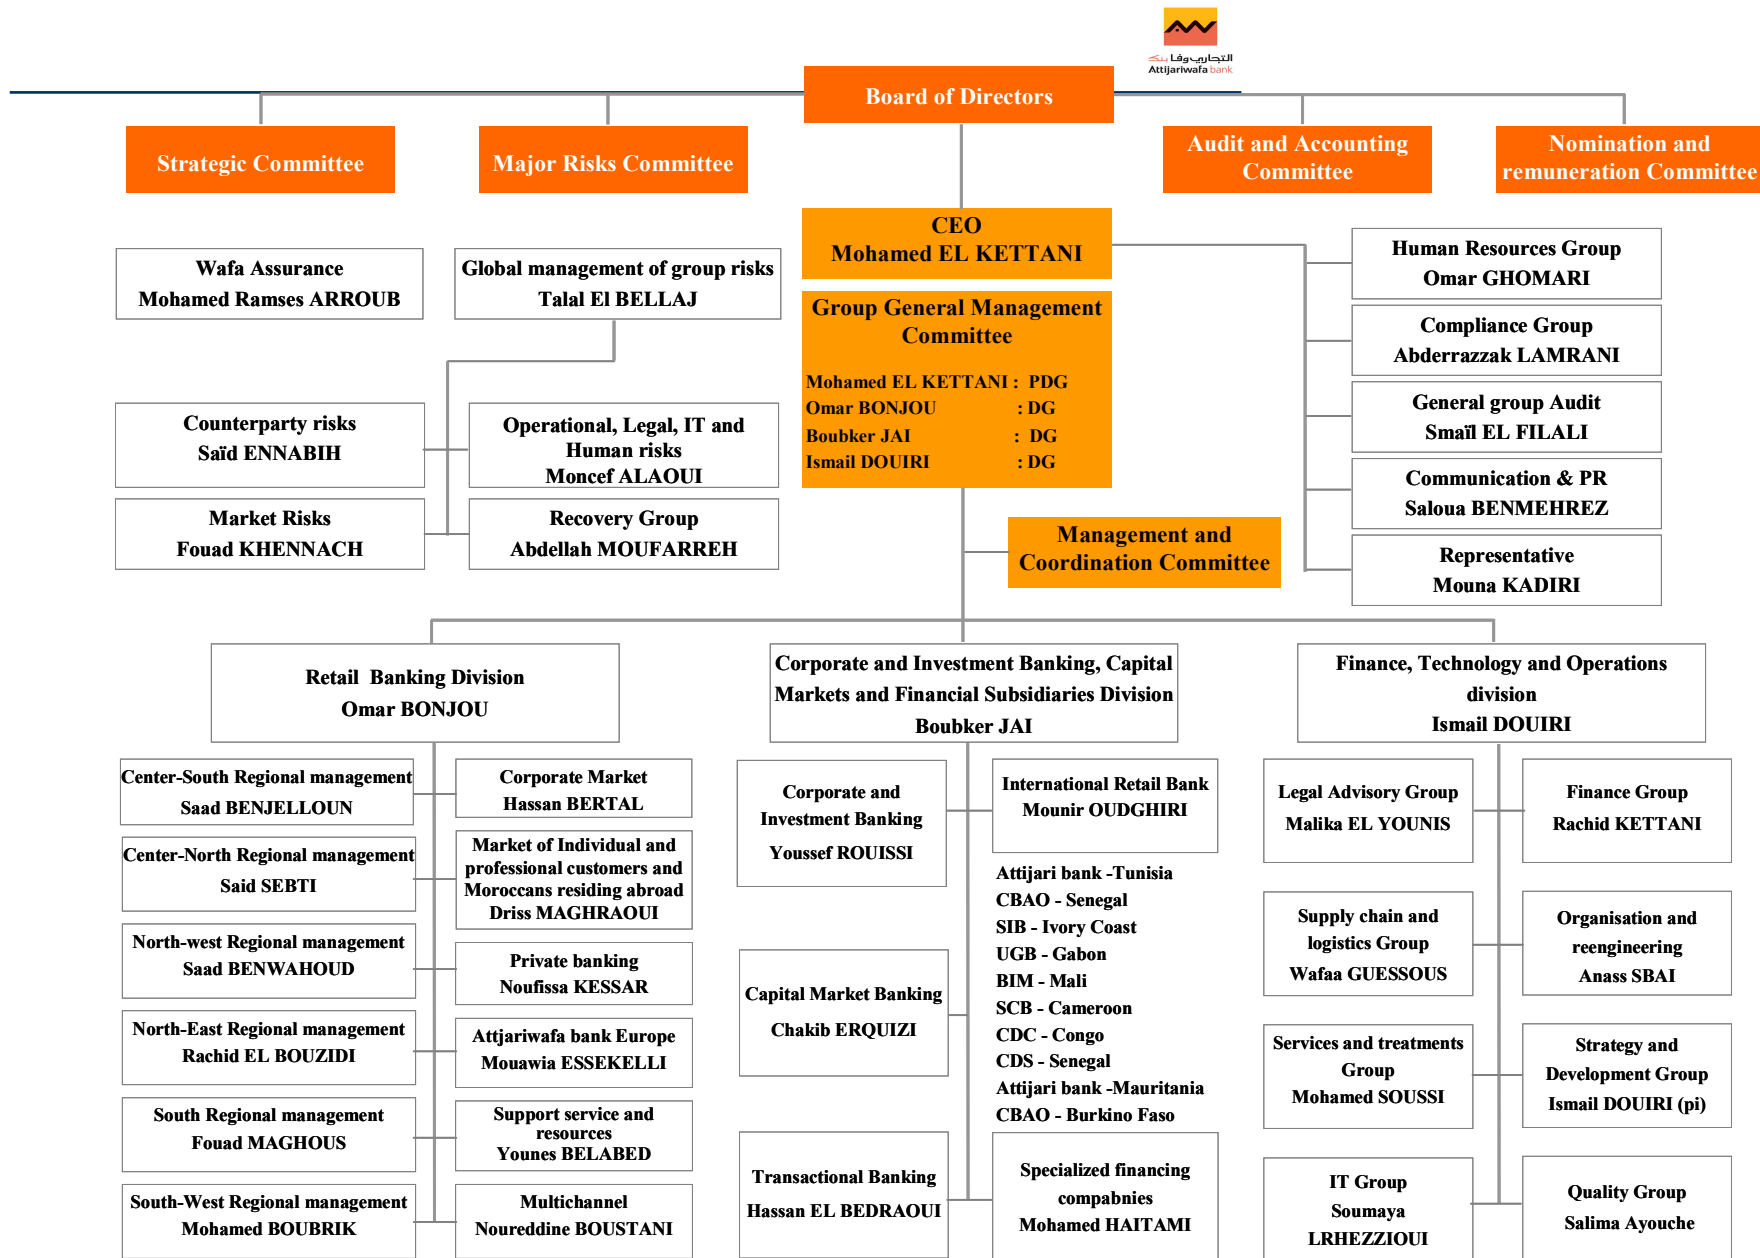 التجاري وفا بنك
Attijariwafa bank
Board of Directors
Strategic Committee
Major Risks Committee
Audit and Accounting
Committee
Nomination and
remuneration Committee
CEO
Mohamed EL KETTANI
Wafa Assurance
Mohamed Ramses ARROUB
Global management of group risks
Talal El BELLAJ
Group General Management
Committee
Mohamed EL KETTANI : PDG
Omar BONJOU : DG
Boubker JAI : DG
Ismail DOUIRI : DG
Human Resources Group
Omar GHOMARI
Compliance Group
Abderrazzak LAMRANI
General group Audit
Smaïl EL FILALI
Communication & PR
Saloua BENMEHREZ
Representative
Mouna KADIRI
Counterparty risks
Saïd ENNABIH
Operational, Legal, IT and
Human risks
Moncef ALAOUI
Market Risks
Fouad KHENNACH
Recovery Group
Abdellah MOUFARREH
Management and
Coordination Committee
Retail Banking Division
Omar BONJOU
Corporate and Investment Banking, Capital
Markets and Financial Subsidiaries Division
Boubker JAI
Finance, Technology and Operations
division
Ismail DOUIRI
Center-South Regional management
Saad BENJELLOUN
Corporate Market
Hassan BERTAL
Center-North Regional management
Said SEBTI
Market of Individual and
professional customers and
Moroccans residing abroad
Driss MAGHRAOUI
North-west Regional management
Saad BENWAHOUD
Private banking
Noufissa KESSAR
North-East Regional management
Rachid EL BOUZIDI
Attjariwafa bank Europe
Mouawia ESSEKELLI
South Regional management
Fouad MAGHOUS
Support service and
resources
Younes BELABED
South-West Regional management
Mohamed BOUBRIK
Multichannel
Noureddine BOUSTANI
Corporate and
Investment Banking
Youssef ROUISSI
International Retail Bank
Mounir OUDGHIRI
Attijari bank -Tunisia
CBAO - Senegal
SIB - Ivory Coast
UGB - Gabon
BIM - Mali
SCB - Cameroon
CDC - Congo
CDS - Senegal
Attijari bank -Mauritania
CBAO - Burkino Faso
Capital Market Banking
Chakib ERQUIZI
Transactional Banking
Hassan EL BEDRAOUI
Specialized financing
compabnies
Mohamed HAITAMI
Legal Advisory Group
Malika EL YOUNIS
Finance Group
Rachid KETTANI
Supply chain and
logistics Group
Wafaa GUESSOUS
Organisation and
reengineering
Anass SBAI
Services and treatments
Group
Mohamed SOUSSI
Strategy and
Development Group
Ismail DOUIRI (pi)
IT Group
Soumaya
LRHEZZIOUI
Quality Group
Salima Ayouche